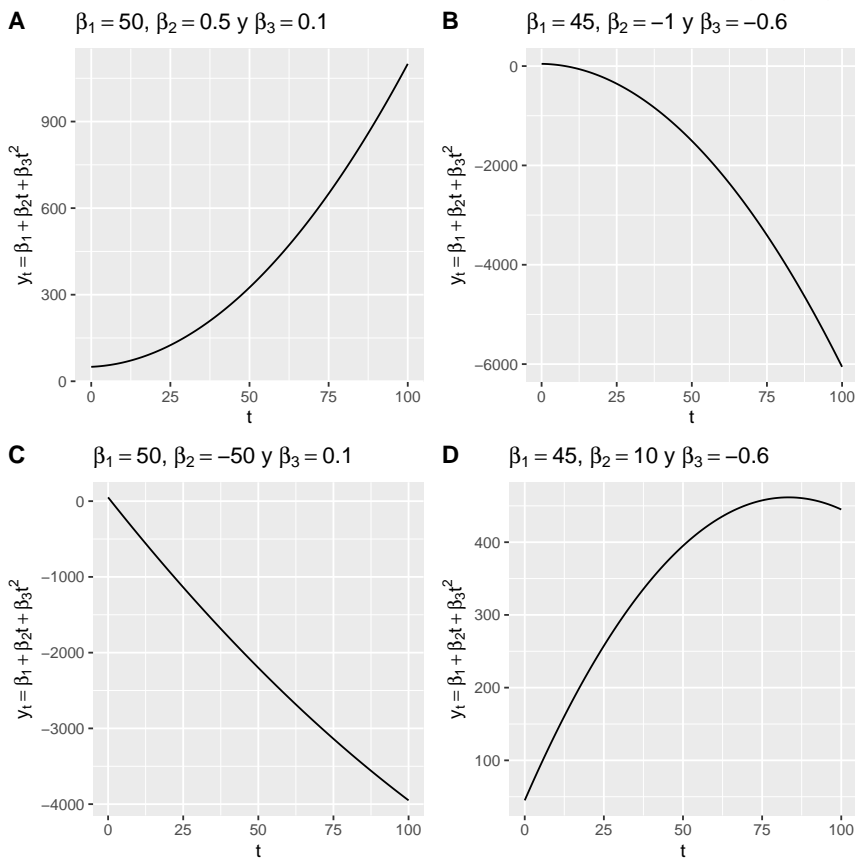 A β₁ = 50, β₂ = 0.5 y β₃ = 0.1
yₜ = β₁ + β₂t + β₃t²
900
600
300
0
0 25 50 75 100
t
B β₁ = 45, β₂ = −1 y β₃ = −0.6
yₜ = β₁ + β₂t + β₃t²
0
−2000
−4000
−6000
0 25 50 75 100
t
C β₁ = 50, β₂ = −50 y β₃ = 0.1
yₜ = β₁ + β₂t + β₃t²
0
−1000
−2000
−3000
−4000
0 25 50 75 100
t
D β₁ = 45, β₂ = 10 y β₃ = −0.6
yₜ = β₁ + β₂t + β₃t²
400
300
200
100
0 25 50 75 100
t